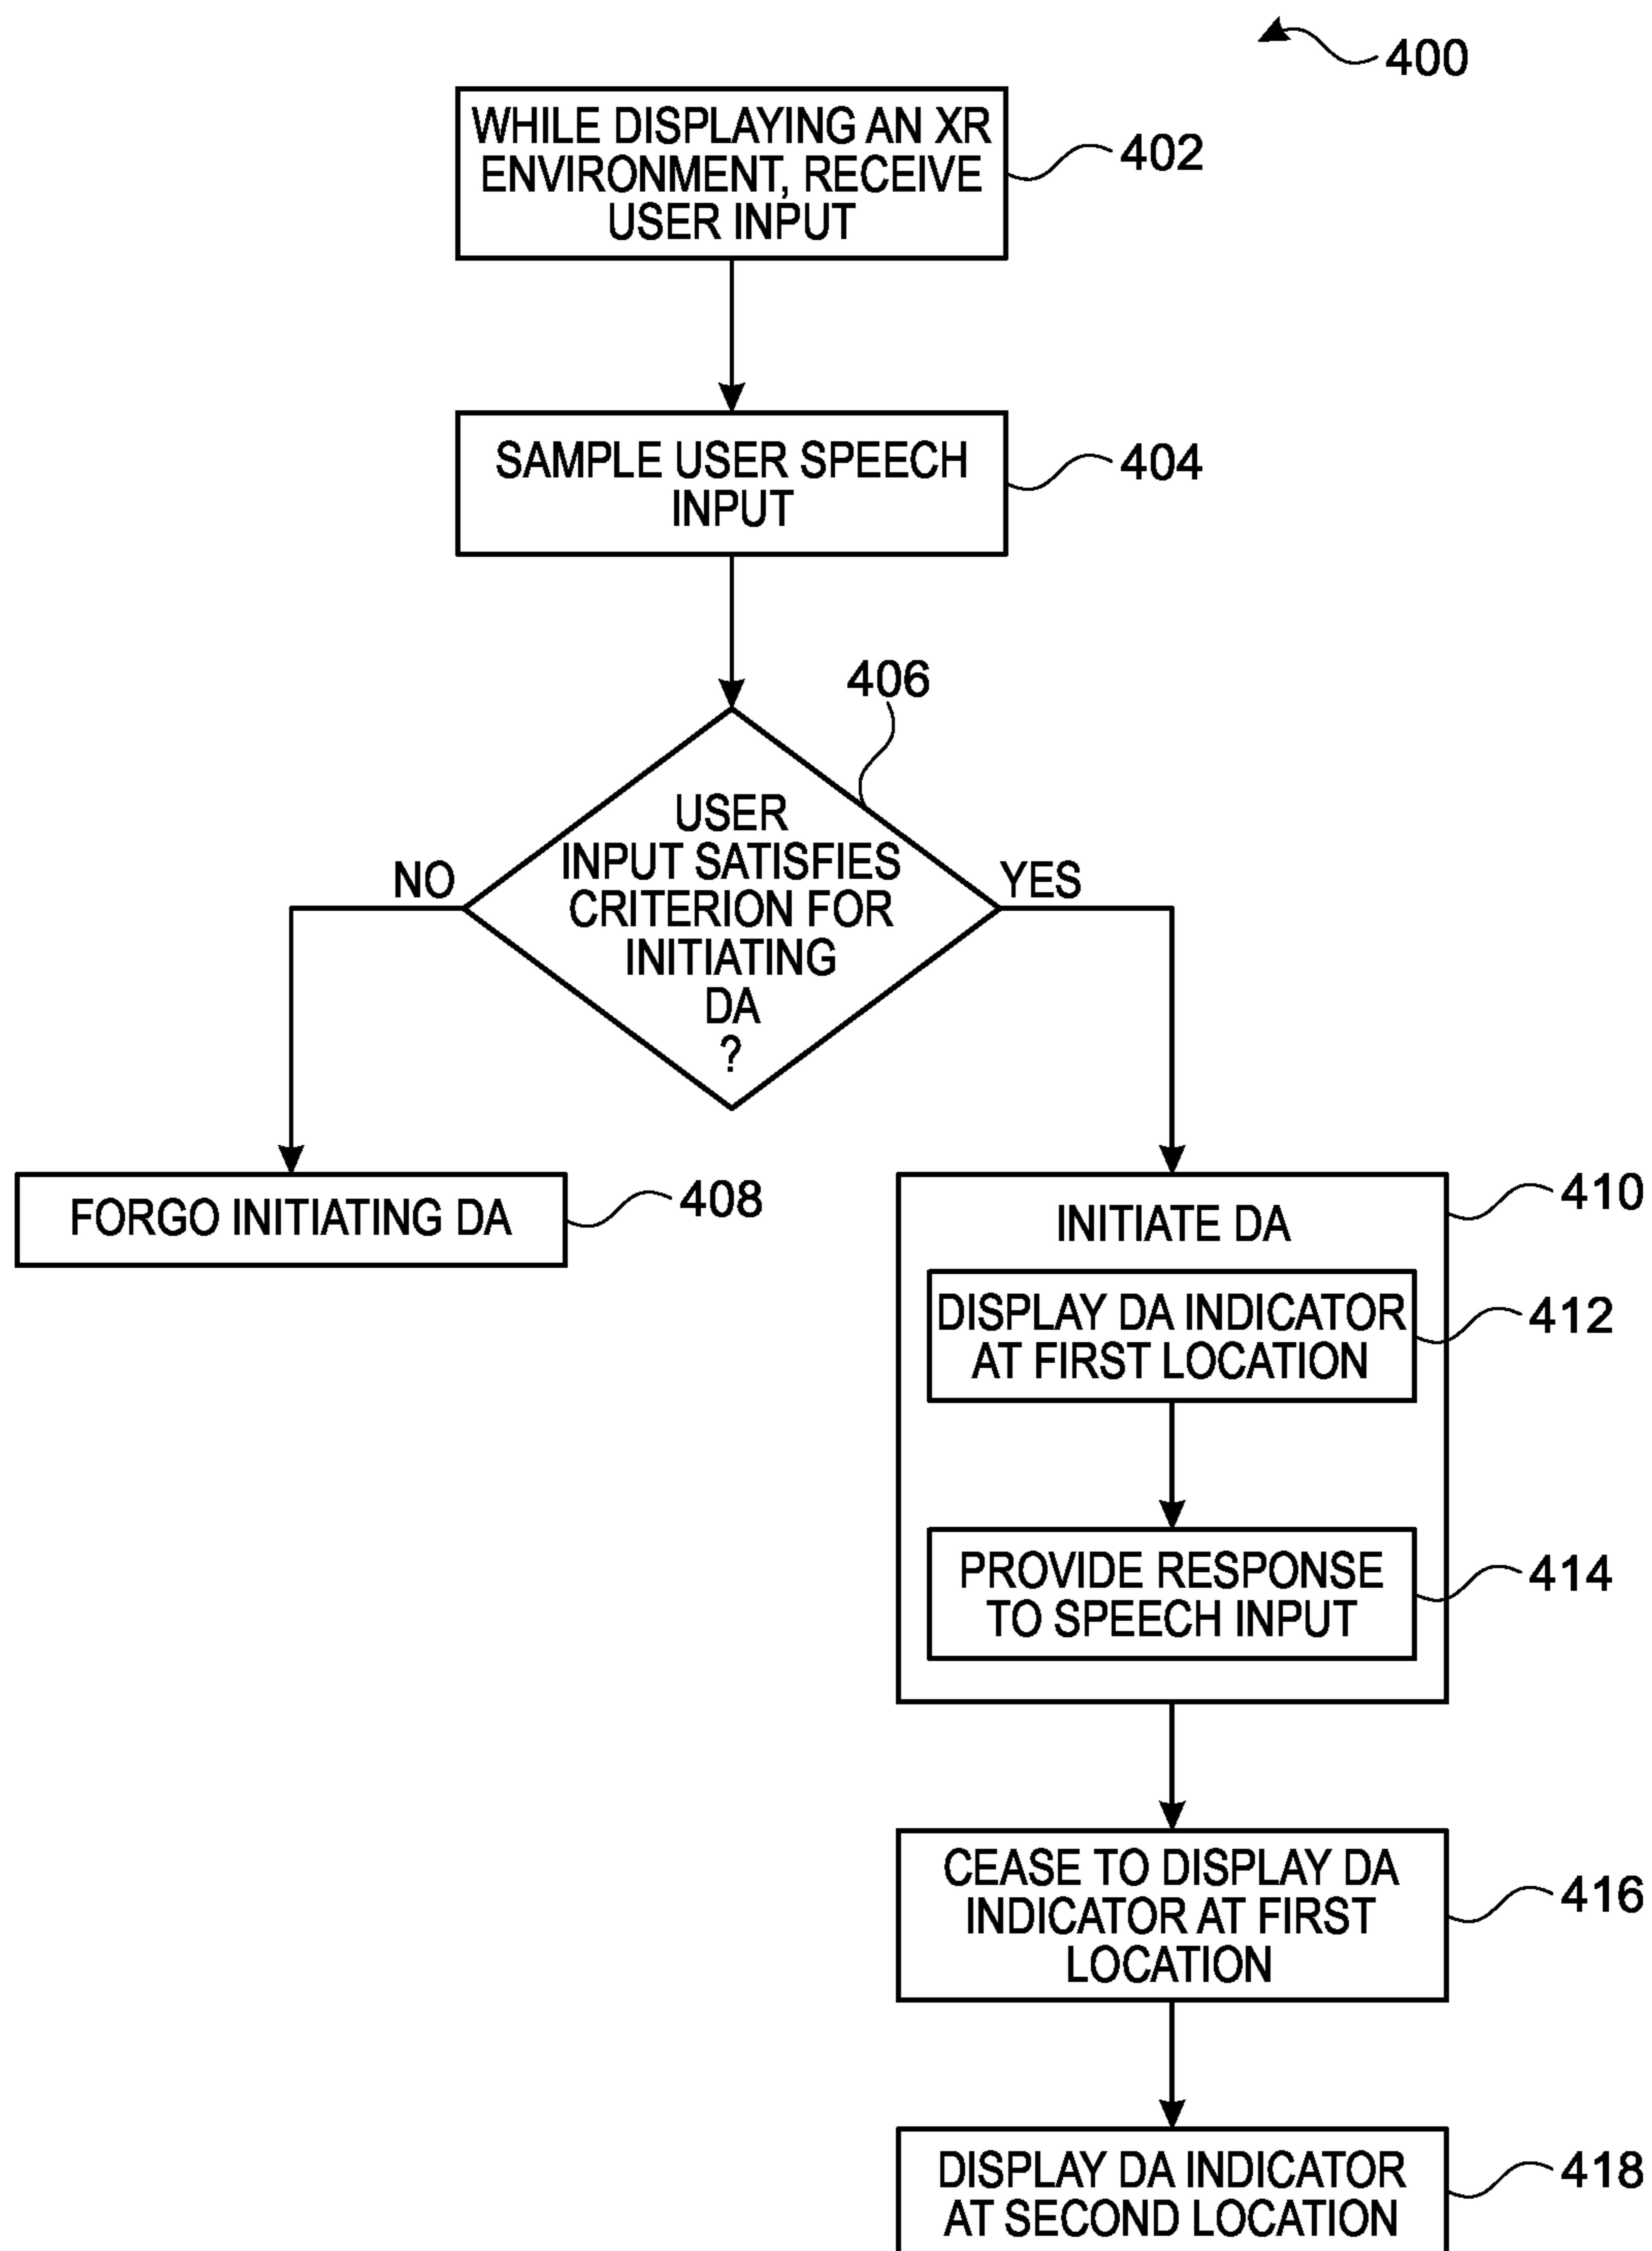 400
WHILE DISPLAYING AN XR
ENVIRONMENT, RECEIVE
USER INPUT
402
SAMPLE USER SPEECH
INPUT
404
406
USER
INPUT SATISFIES
CRITERION FOR
INITIATING
DA
?
NO
YES
FORGO INITIATING DA
408
INITIATE DA
410
DISPLAY DA INDICATOR
AT FIRST LOCATION
412
PROVIDE RESPONSE
TO SPEECH INPUT
414
CEASE TO DISPLAY DA
INDICATOR AT FIRST
LOCATION
416
DISPLAY DA INDICATOR
AT SECOND LOCATION
418